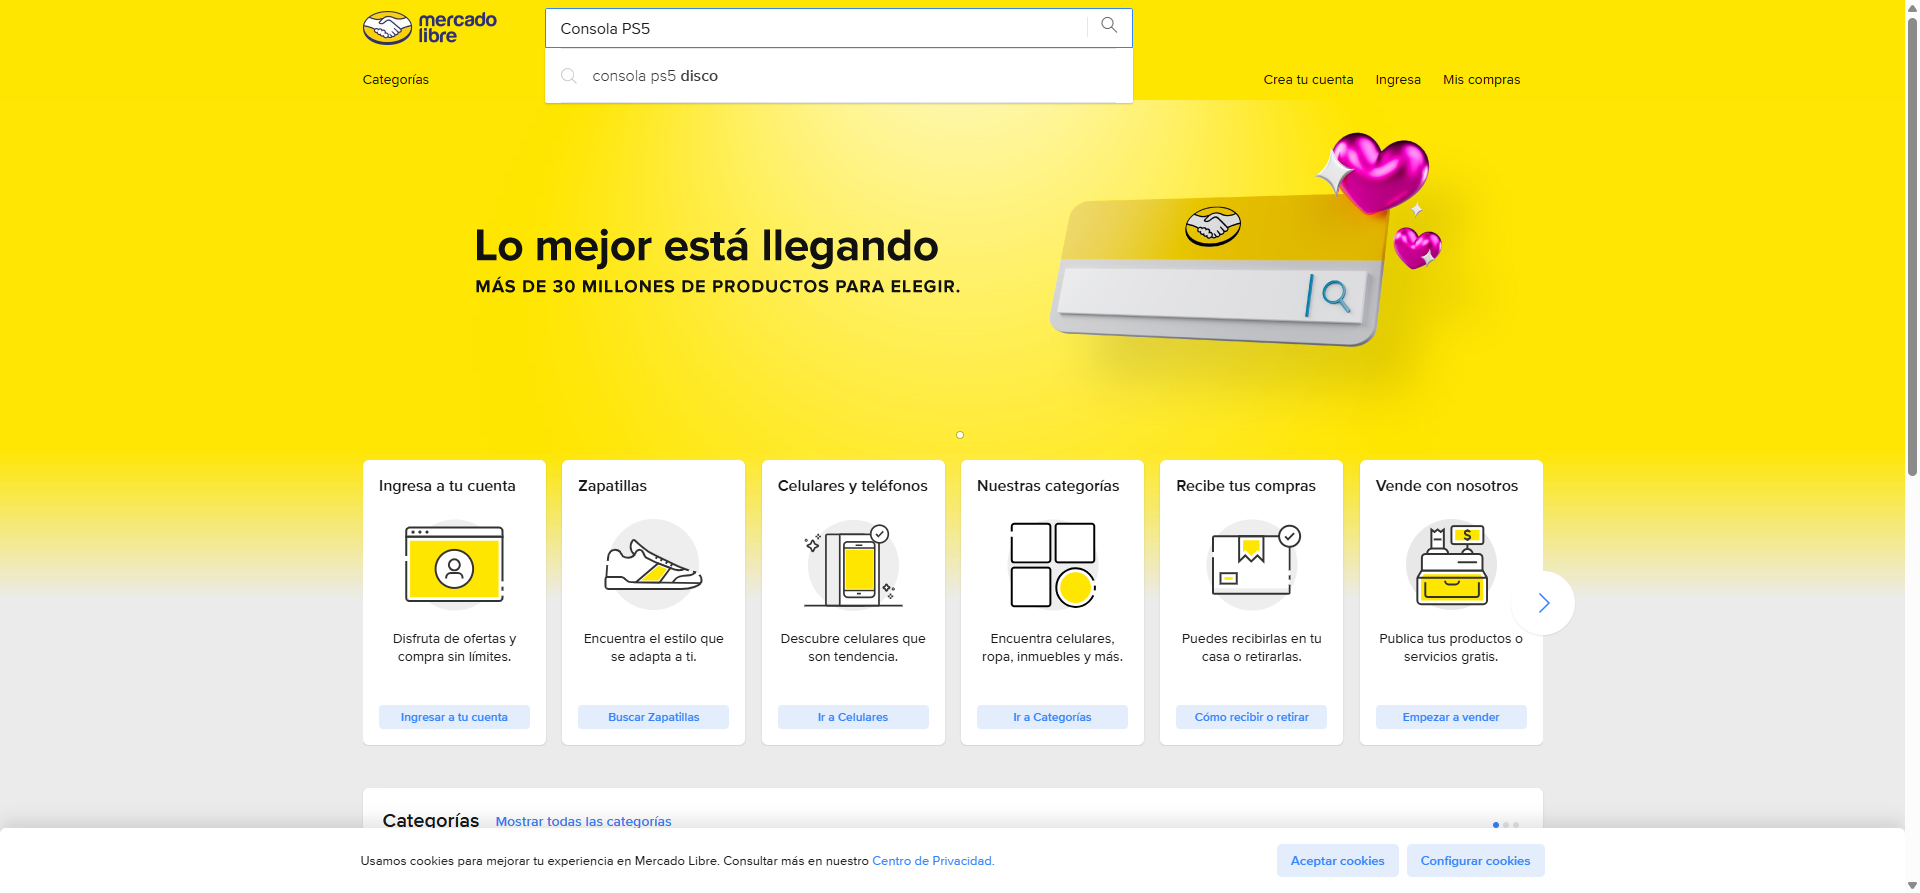 mercado
libre
Consola PS5
consola ps5 disco
Categorías
Crea tu cuenta
Ingresa
Mis compras
Lo mejor está llegando
MÁS DE 30 MILLONES DE PRODUCTOS PARA ELEGIR.
Ingresa a tu cuenta
Disfruta de ofertas y
compra sin límites.
Ingresar a tu cuenta
Zapatillas
Encuentra el estilo que
se adapta a ti.
Buscar Zapatillas
Celulares y teléfonos
Descubre celulares que
son tendencia.
Ir a Celulares
Nuestras categorías
Encuentra celulares,
ropa, inmuebles y más.
Ir a Categorías
Recibe tus compras
Puedes recibirlas en tu
casa o retirarlas.
Cómo recibir o retirar
Vende con nosotros
$
Publica tus productos o
servicios gratis.
Empezar a vender
Categorías
Mostrar todas las categorías
Usamos cookies para mejorar tu experiencia en Mercado Libre. Consultar más en nuestro Centro de Privacidad.
Aceptar cookies
Configurar cookies